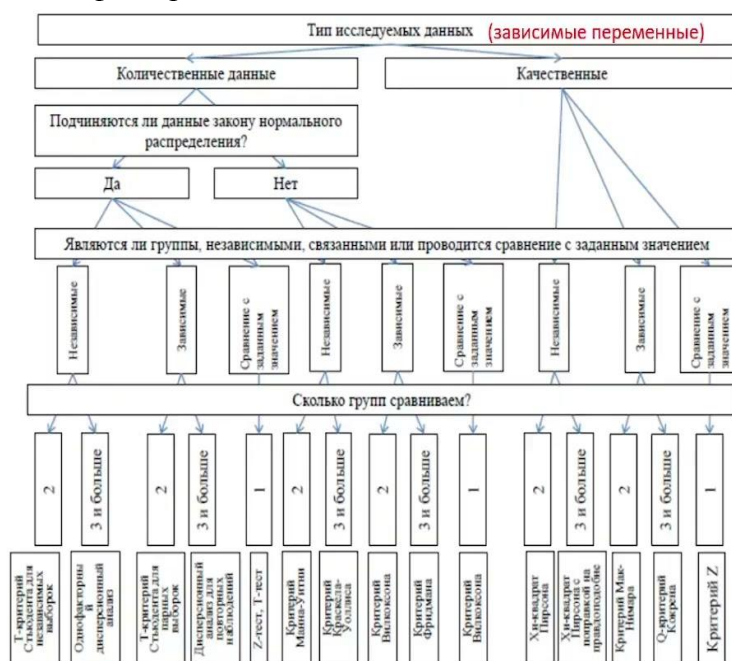 Тип исследуемых данных (зависимые переменные)
Количественные данные
Качественные
Подчиняются ли данные закону нормального
распределения?
Да
Нет
Являются ли группы, независимыми, связанными или проводится сравнение с заданным значением
Независимые
Зависимые
Сравнение с
заданным
значением
Независимые
Зависимые
Сравнение с
заданным
значением
Независимые
Зависимые
Сравнение с
заданным
значением
Сколько групп сравниваем?
2
3 и больше
2
3 и больше
1
2
3 и больше
2
3 и больше
1
2
3 и больше
2
3 и больше
1
Т-критерий
Стьюдента для
независимых
выборок
Однофакторны
й
дисперсионный
анализ
Т-критерий
Стьюдента для
парных
выборок
Дисперсионный
анализ для
повторных
наблюдений
Z-тест, Т-тест
Критерий
Манна-Уитни
Критерий
Краскела-
Уоллиса
Критерий
Вилкоксона
Критерий
Фридмана
Критерий
Вилкоксона
Хи-квадрат
Пирсона
Хи-квадрат
Пирсона с
поправкой на
правдоподобие
Критерий Мак-
Нимара
Q-критерий
Кокрена
Критерий Z